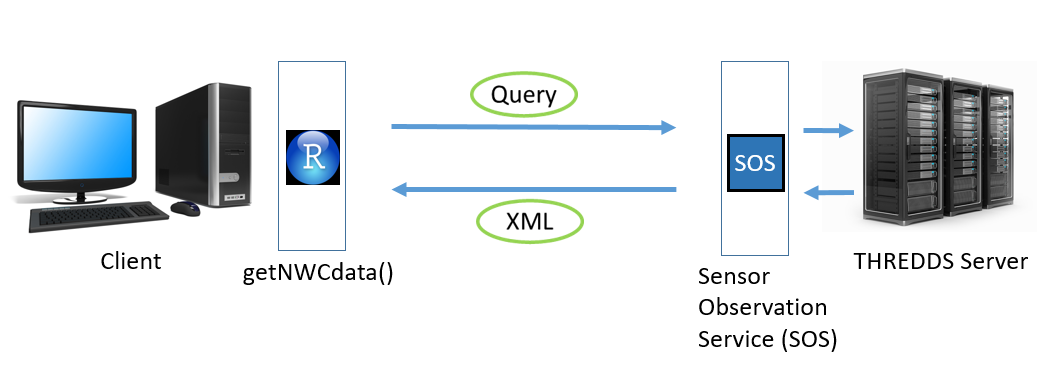 Query
R
SOS
XML
Client
getNWCdata()
Sensor
Observation
Service (SOS)
THREDDS Server